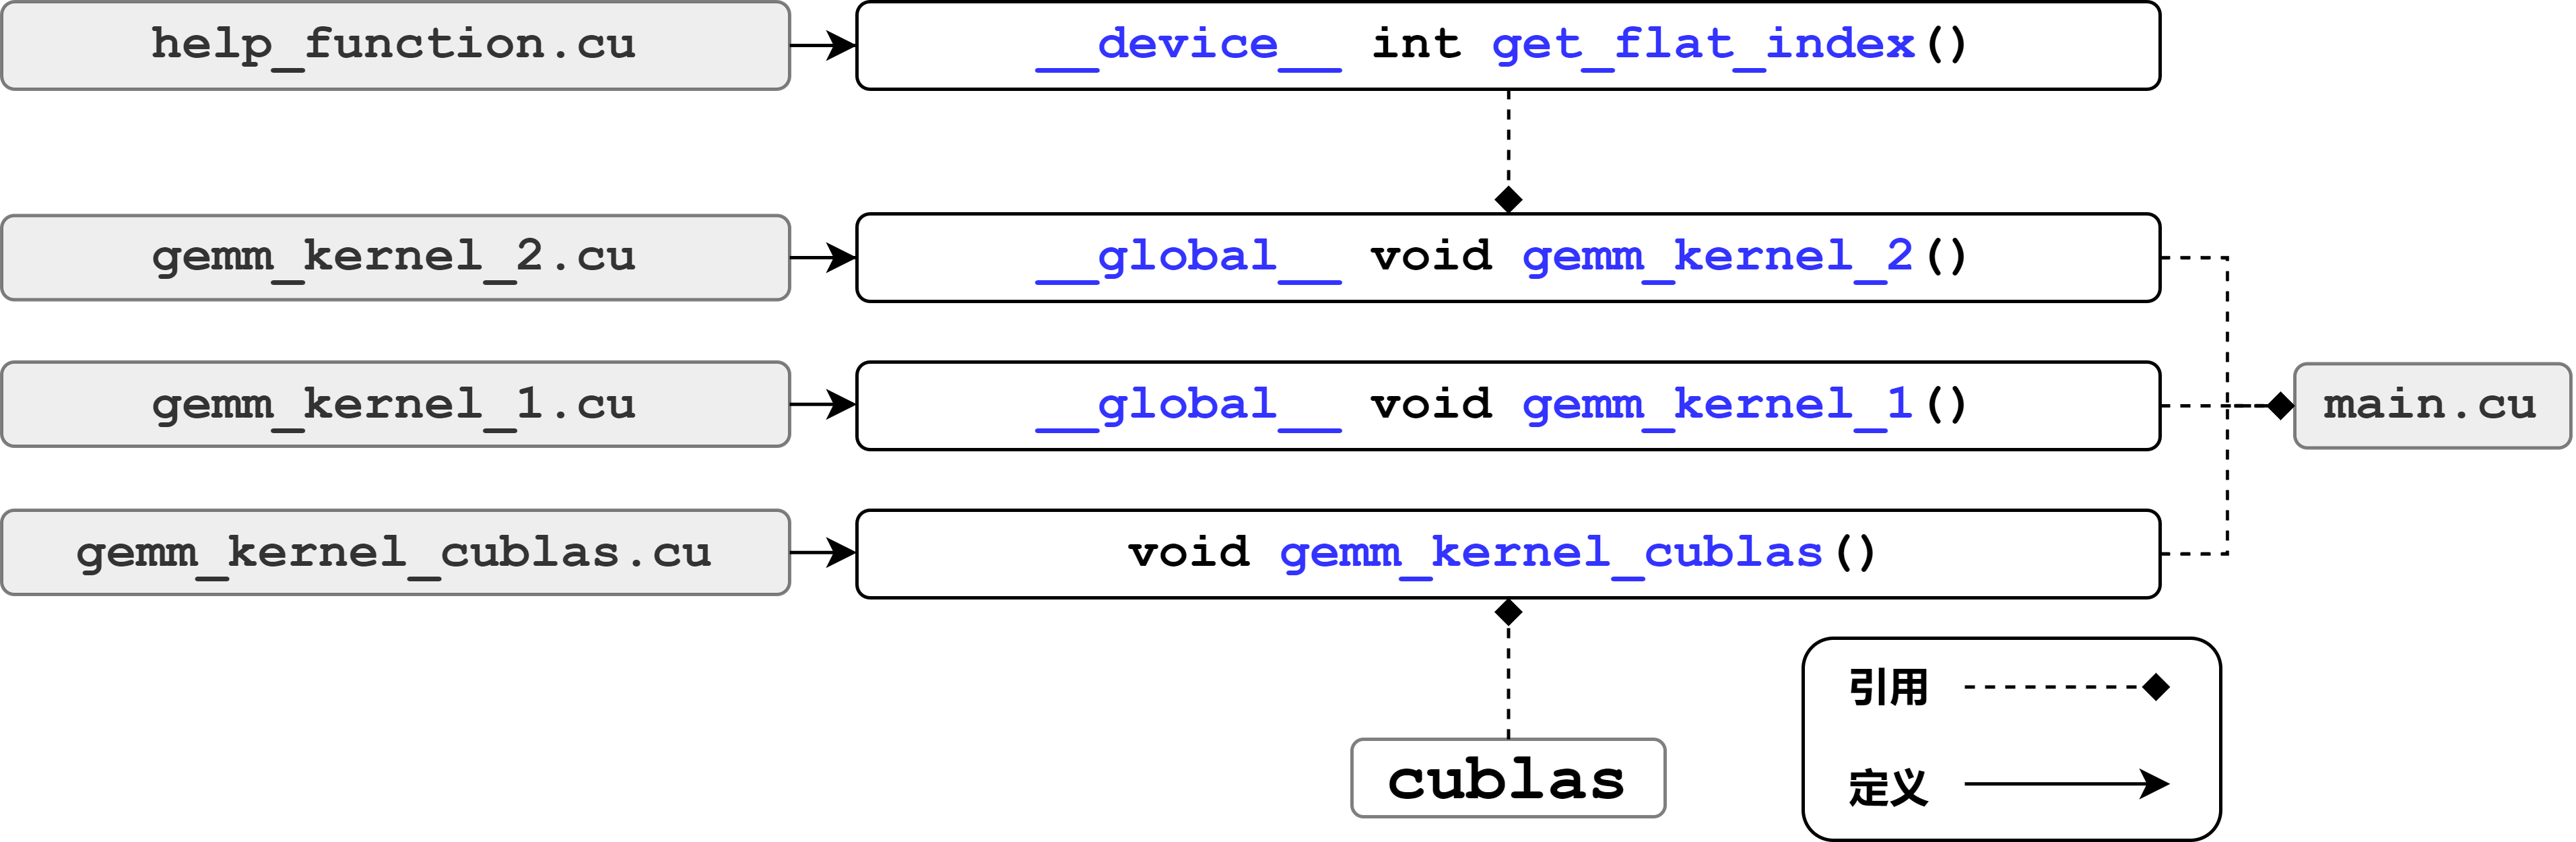 help_function.cu
__device__ int get_flat_index()
gemm_kernel_2.cu
__global__ void gemm_kernel_2()
gemm_kernel_1.cu
__global__ void gemm_kernel_1()
main.cu
gemm_kernel_cublas.cu
void gemm_kernel_cublas()
cublas
引用
定义